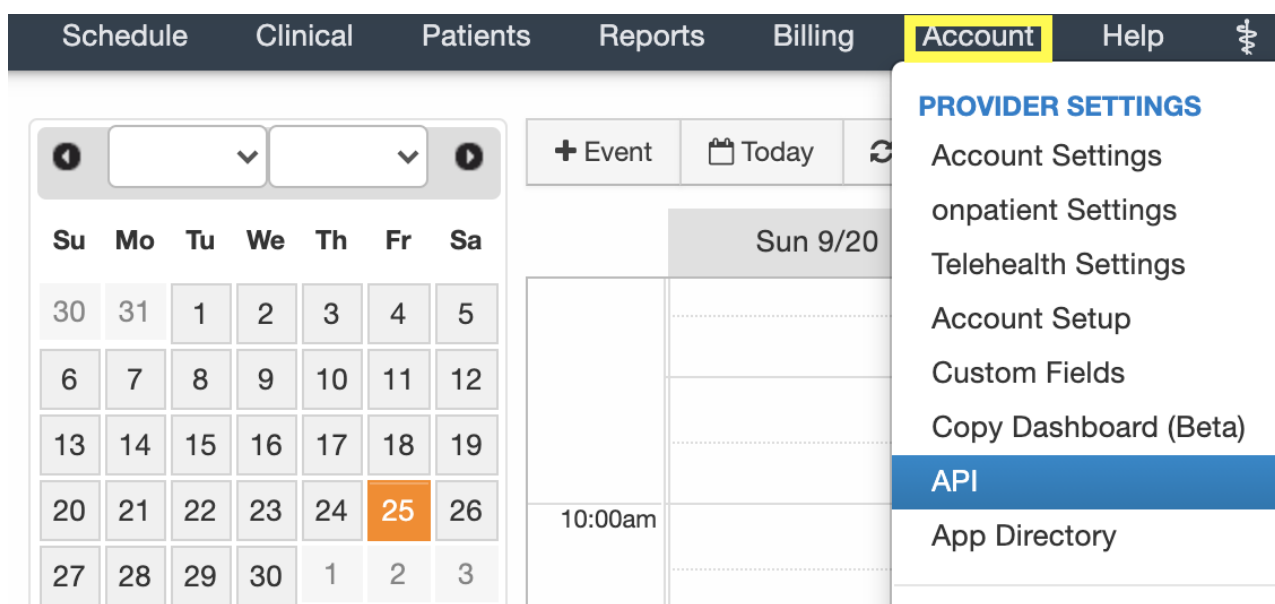 Schedule Clinical Patients Reports Billing Account Help
PROVIDER SETTINGS
Account Settings
onpatient Settings
Telehealth Settings
Account Setup
Custom Fields
Copy Dashboard (Beta)
API
App Directory
Su Mo Tu We Th Fr Sa
30 31 1 2 3 4 5
6 7 8 9 10 11 12
13 14 15 16 17 18 19
20 21 22 23 24 25 26
27 28 29 30 1 2 3
+ Event Today
Sun 9/20
10:00am